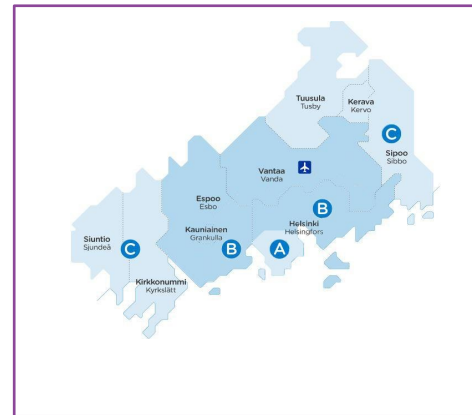 Tuusula
Tusby
Kerava
Kervo
C
Sipoo
Sibbo
Vantaa
Vanda
Espoo
Esbo
B
Helsinki
Helsingfors
Kauniainen
Grankulla
B
A
Siuntio
Sjundeå
C
Kirkkonummi
Kyrkslätt